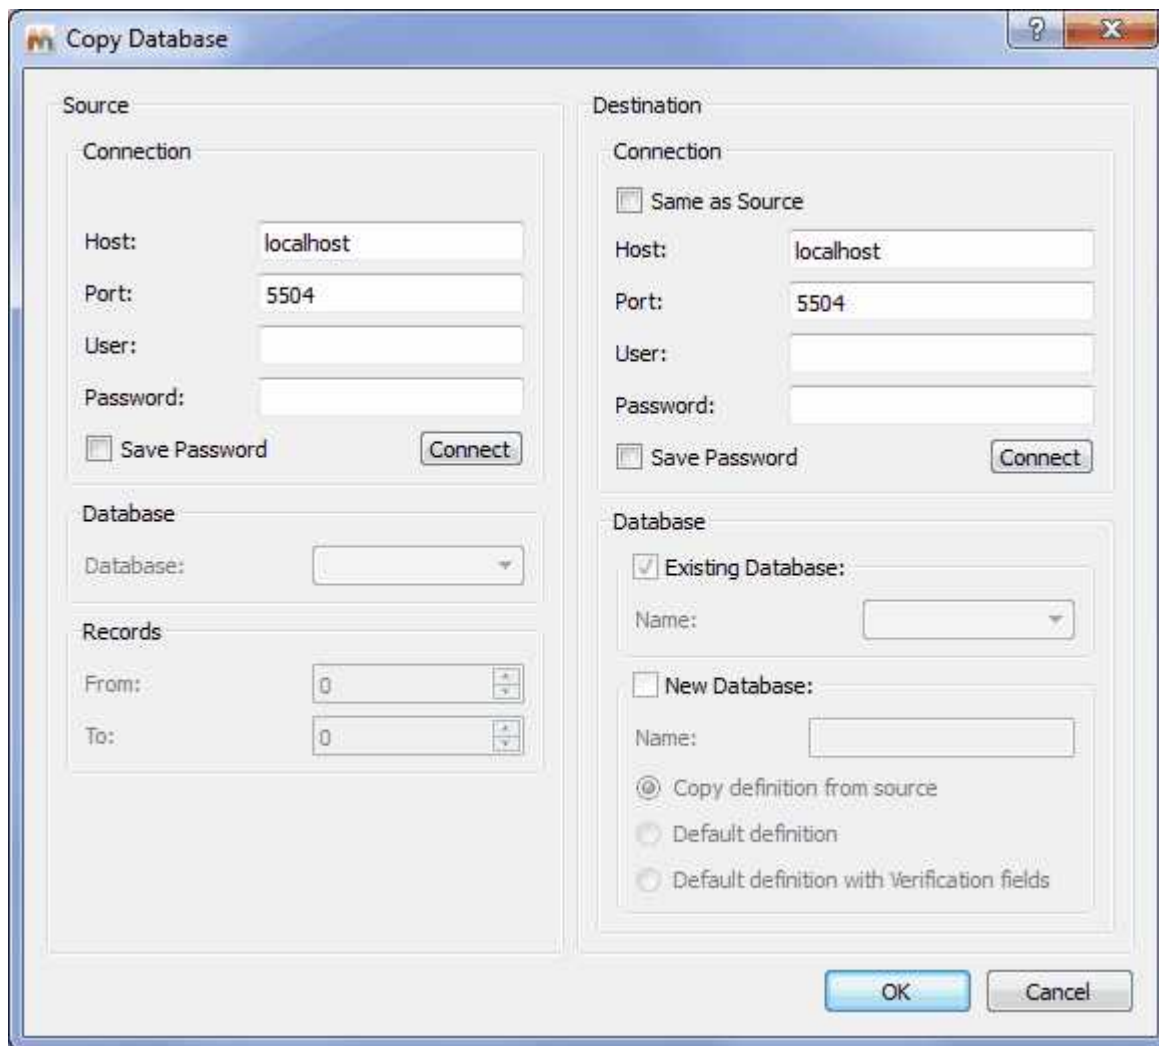 Copy Database
Source
Connection
Host: localhost
Port: 5504
User:
Password:
Save Password Connect
Database
Database:
Records
From: 0
To: 0
Destination
Connection
Same as Source
Host: localhost
Port: 5504
User:
Password:
Save Password Connect
Database
Existing Database:
Name:
New Database:
Name:
Copy definition from source
Default definition
Default definition with Verification fields
OK Cancel